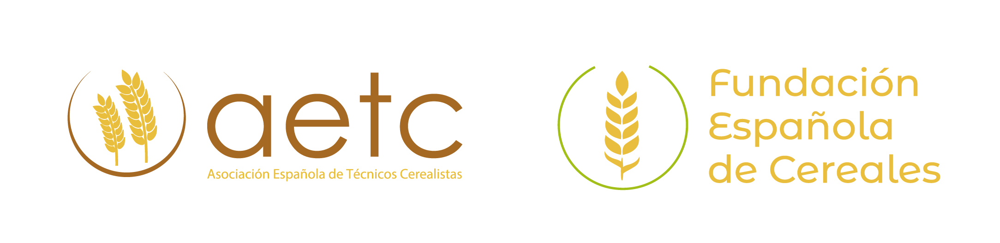 aetc
Asociación Española de Técnicos Cerealistas
Fundación
Española
de Cereales